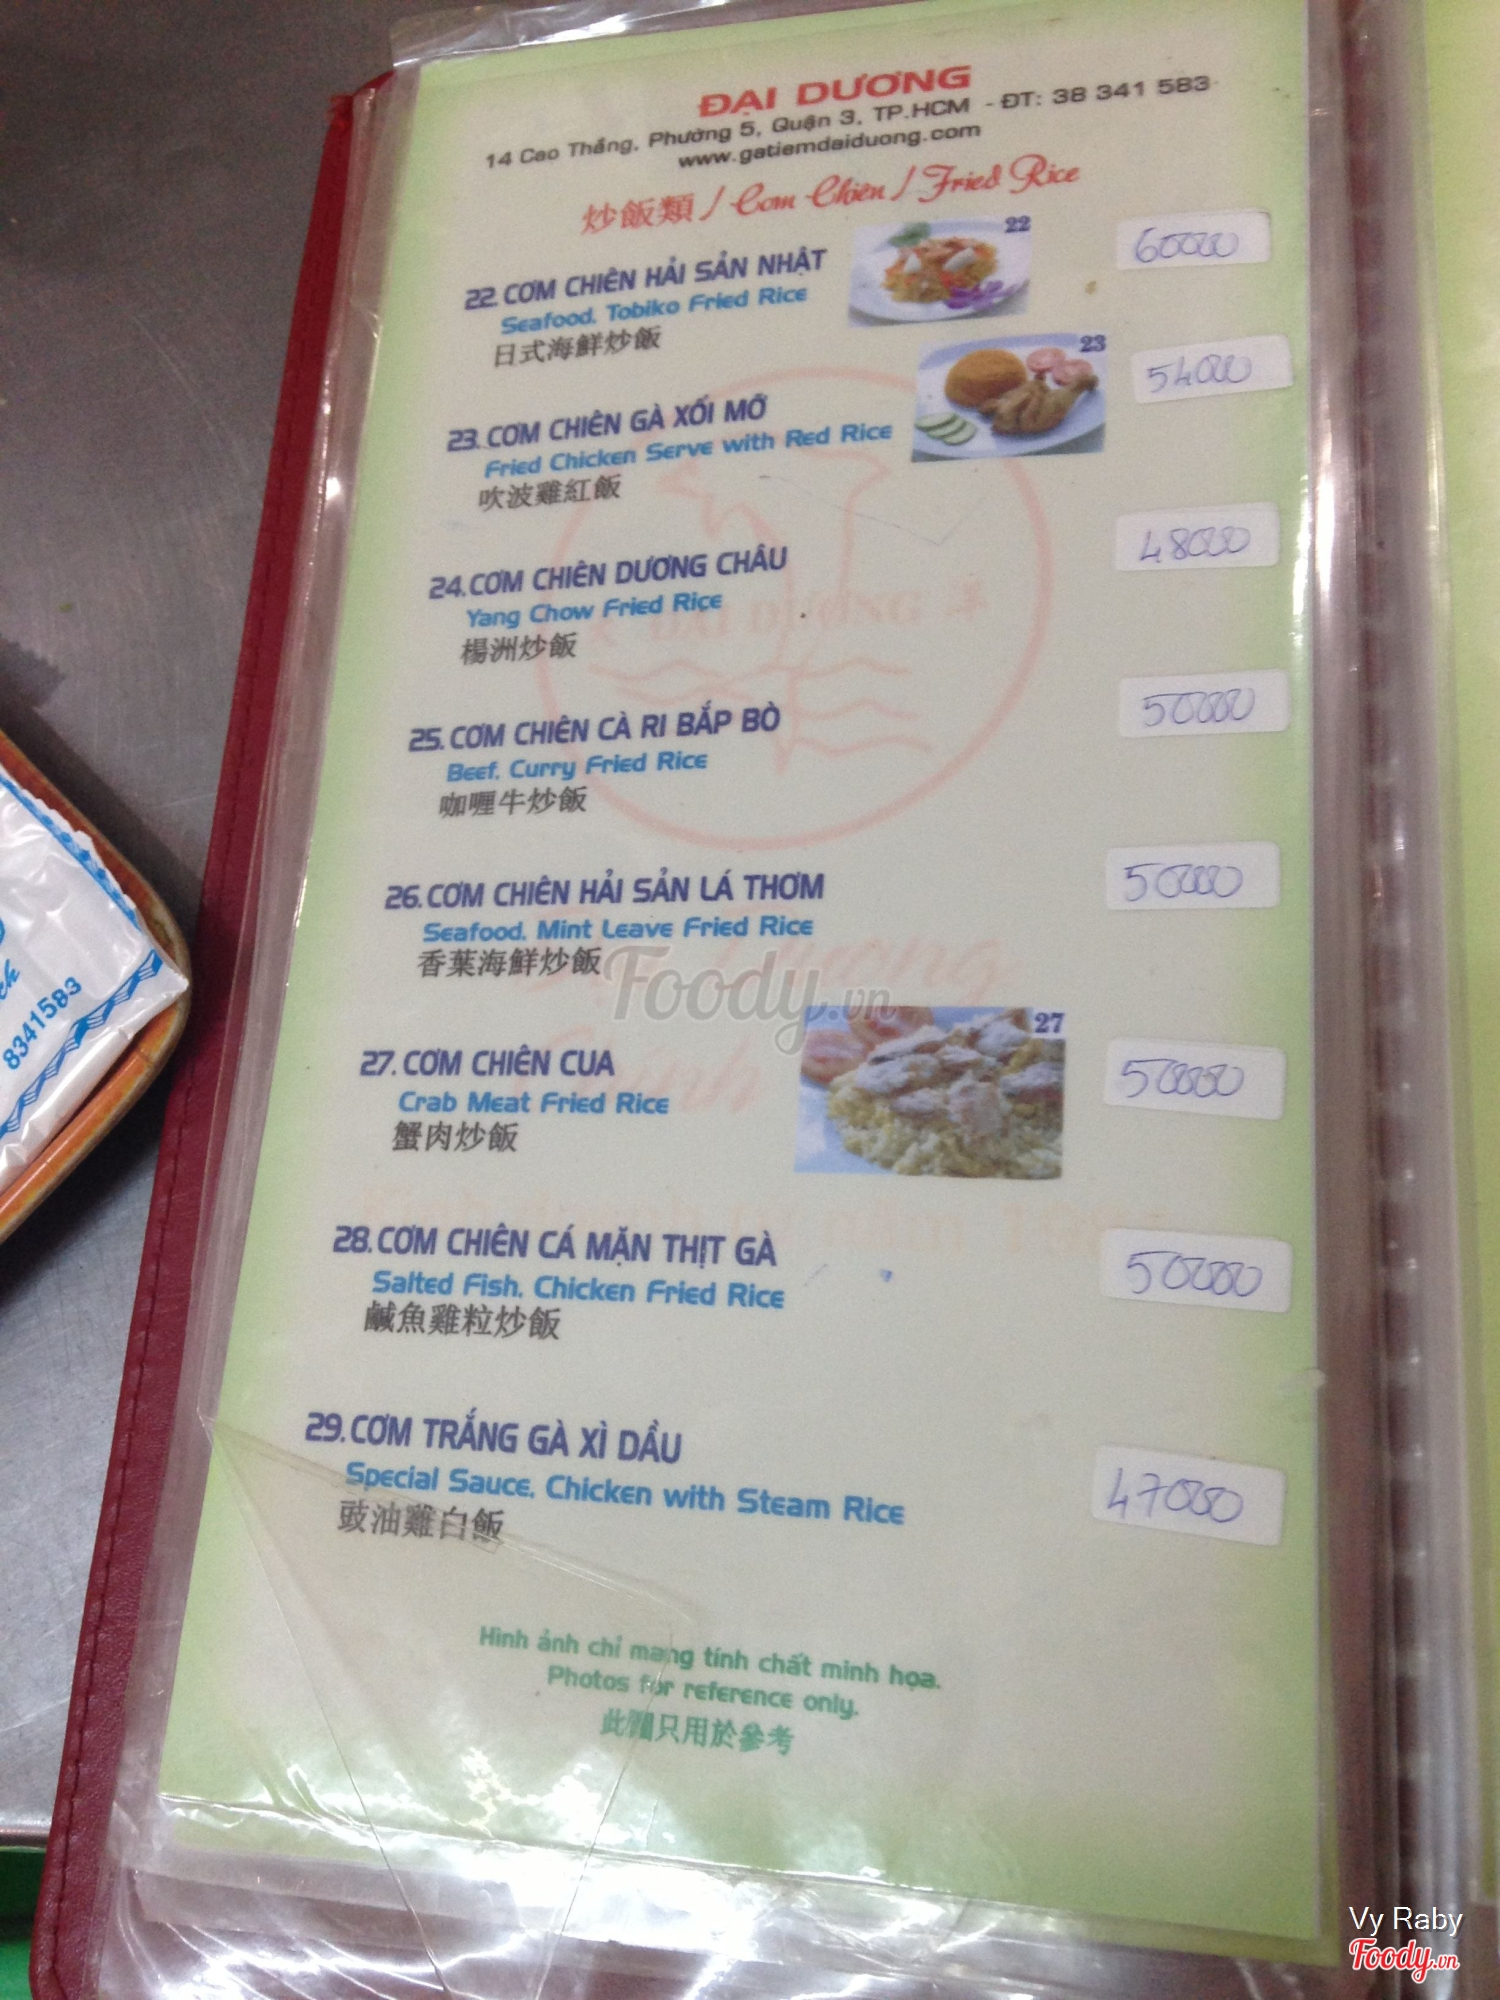 ĐẠI DƯƠNG
14 Cao Thắng, Phường 5, Quận 3, TP.HCM - ĐT: 38 341 583
www.gatiemdaiduong.com
炒飯類 / Cơm Chiên / Fried Rice
22. CƠM CHIÊN HẢI SẢN NHẬT 22 60000
Seafood. Tobiko Fried Rice
日式海鮮炒飯
23. CƠM CHIÊN GÀ XỐI MỠ 23 54000
Fried Chicken Serve with Red Rice
吹波雞紅飯
24. CƠM CHIÊN DƯƠNG CHÂU 48000
Yang Chow Fried Rice
楊洲炒飯
25. CƠM CHIÊN CÀ RI BẮP BÒ 50000
Beef. Curry Fried Rice
咖喱牛炒飯
26. CƠM CHIÊN HẢI SẢN LÁ THƠM 50000
Seafood. Mint Leave Fried Rice
香葉海鮮炒飯
Foody.vn
27. CƠM CHIÊN CUA 27 50000
Crab Meat Fried Rice
蟹肉炒飯
28. CƠM CHIÊN CÁ MẶN THỊT GÀ 50000
Salted Fish. Chicken Fried Rice
鹹魚雞粒炒飯
29. CƠM TRẮNG GÀ XÌ DẦU 47000
Special Sauce. Chicken with Steam Rice
豉油雞白飯
Hình ảnh chỉ mang tính chất minh họa.
Photos for reference only.
此圖只用於參考
ĐẠI DƯƠNG
8341583
Vy Raby
Foody.vn